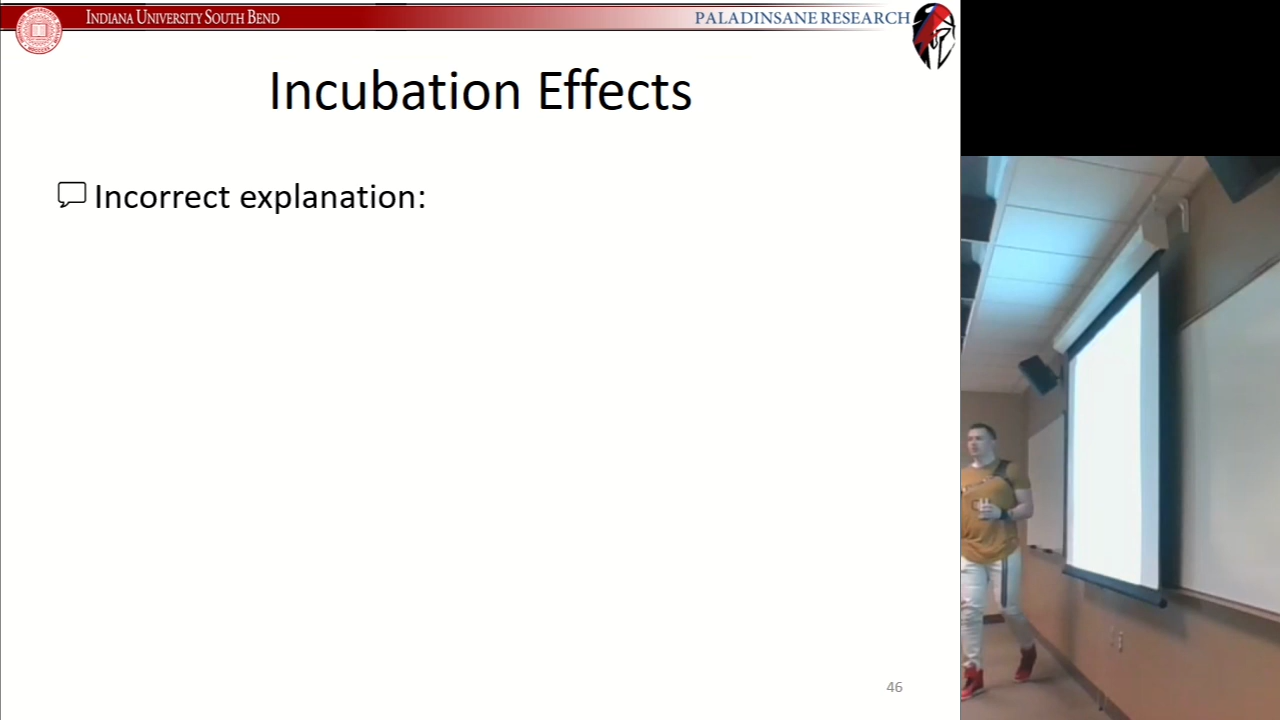 INDIANA UNIVERSITY SOUTH BEND
PALADINSANE RESEARCH
Incubation Effects
Incorrect explanation:
46